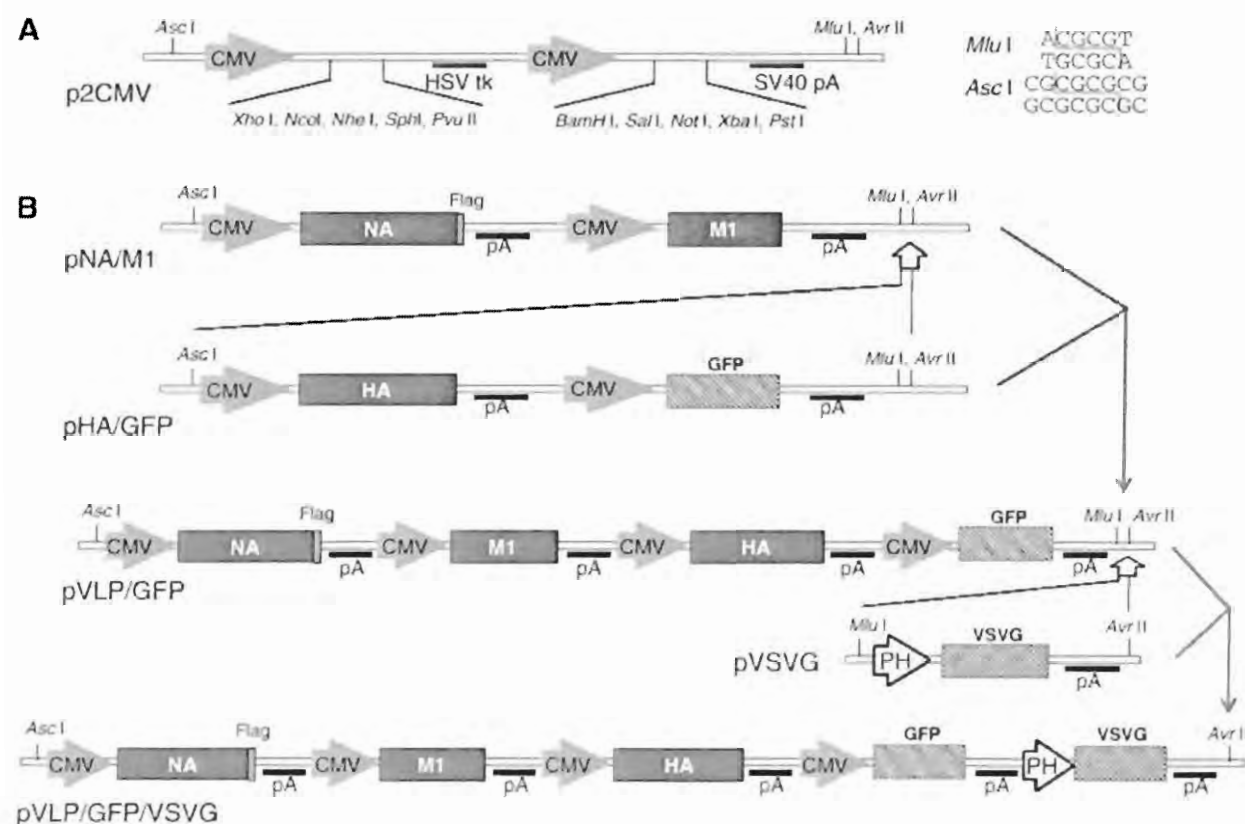 A
Asc I
Mlu I, Avr II
CMV
CMV
HSV tk
SV40 pA
p2CMV
Xho I, NcoI, Nhe I, SphI, Pvu II
BamH I, Sal I, Not I, Xba I, Pst I
Mlu I
ACGCGT
TGCGCA
Asc I
CGCGCGCG
GCGCGCGC
B
Asc I
Flag
Mlu I, Avr II
CMV
NA
CMV
M1
pA
pA
pNA/M1
Asc I
GFP
Mlu I, Avr II
CMV
HA
CMV
pA
pA
pHA/GFP
Asc I
Flag
GFP
Mlu I
Avr II
CMV
NA
CMV
M1
CMV
HA
CMV
pA
pA
pA
pA
pVLP/GFP
Mlu I
VSVG
Avr II
pVSVG
PH
pA
Asc I
Flag
GFP
VSVG
Avr II
CMV
NA
CMV
M1
CMV
HA
CMV
PH
pA
pA
pA
pA
pA
pVLP/GFP/VSVG